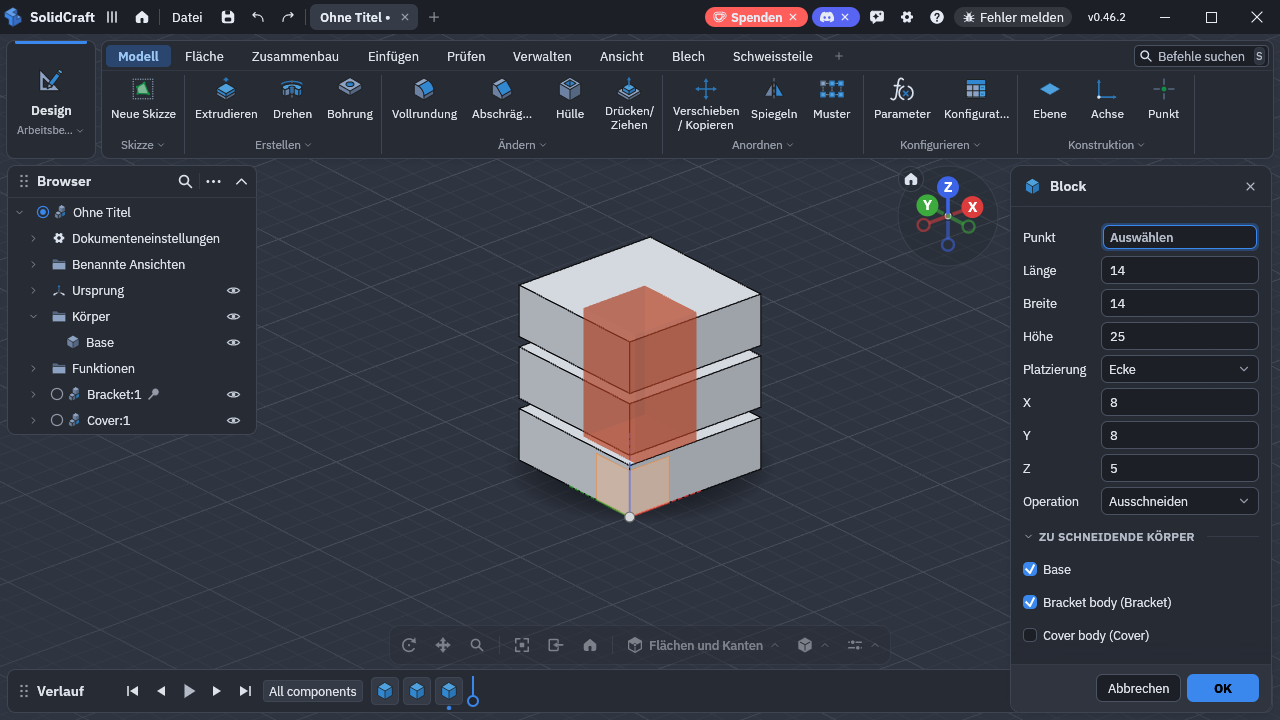 SolidCraft
Datei
Ohne Titel •
Spenden
Fehler melden
v0.46.2
Design
Arbeitsbe...
Modell
Fläche
Zusammenbau
Einfügen
Prüfen
Verwalten
Ansicht
Blech
Schweissteile
Befehle suchen
S
Neue Skizze
Extrudieren
Drehen
Bohrung
Vollrundung
Abschräg...
Hülle
Drücken/
Ziehen
Verschieben
/ Kopieren
Spiegeln
Muster
Parameter
Konfigurat...
Ebene
Achse
Punkt
Skizze
Erstellen
Ändern
Anordnen
Konfigurieren
Konstruktion
Browser
Ohne Titel
Dokumenteneinstellungen
Benannte Ansichten
Ursprung
Körper
Base
Funktionen
Bracket:1
Cover:1
Z
Y
X
Block
Punkt
Auswählen
Länge
14
Breite
14
Höhe
25
Platzierung
Ecke
X
8
Y
8
Z
5
Operation
Ausschneiden
ZU SCHNEIDENDE KÖRPER
Base
Bracket body (Bracket)
Cover body (Cover)
Abbrechen
OK
Flächen und Kanten
Verlauf
All components